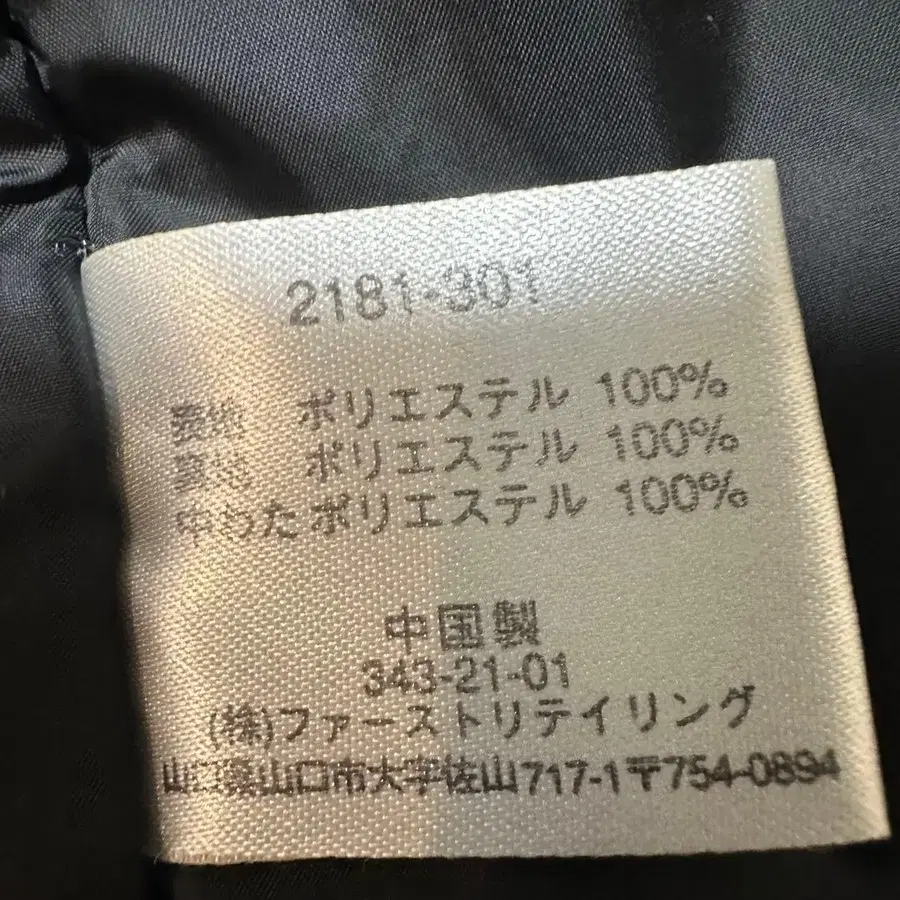 2181-301
表地 ポリエステル 100%
裏地 ポリエステル 100%
中わたポリエステル 100%
中国製
343-21-01
(株)ファーストリテイリング
山口県山口市大字佐山717-1〒754-0894